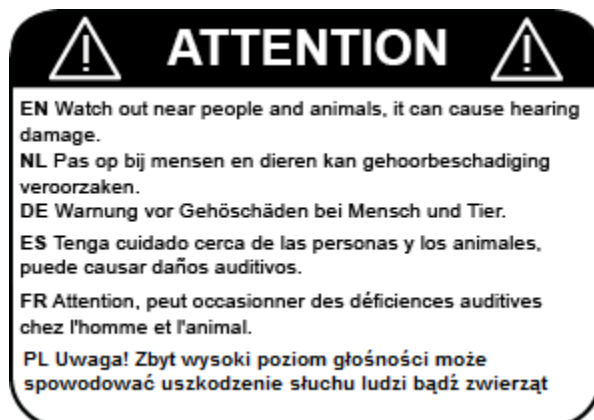 ATTENTION
EN Watch out near people and animals, it can cause hearing
damage.
NL Pas op bij mensen en dieren kan gehoorbeschadiging
veroorzaken.
DE Warnung vor Gehöschäden bei Mensch und Tier.
ES Tenga cuidado cerca de las personas y los animales,
puede causar daños auditivos.
FR Attention, peut occasionner des déficiences auditives
chez l'homme et l'animal.
PL Uwaga! Zbyt wysoki poziom głośności może
spowodować uszkodzenie słuchu ludzi bądź zwierząt